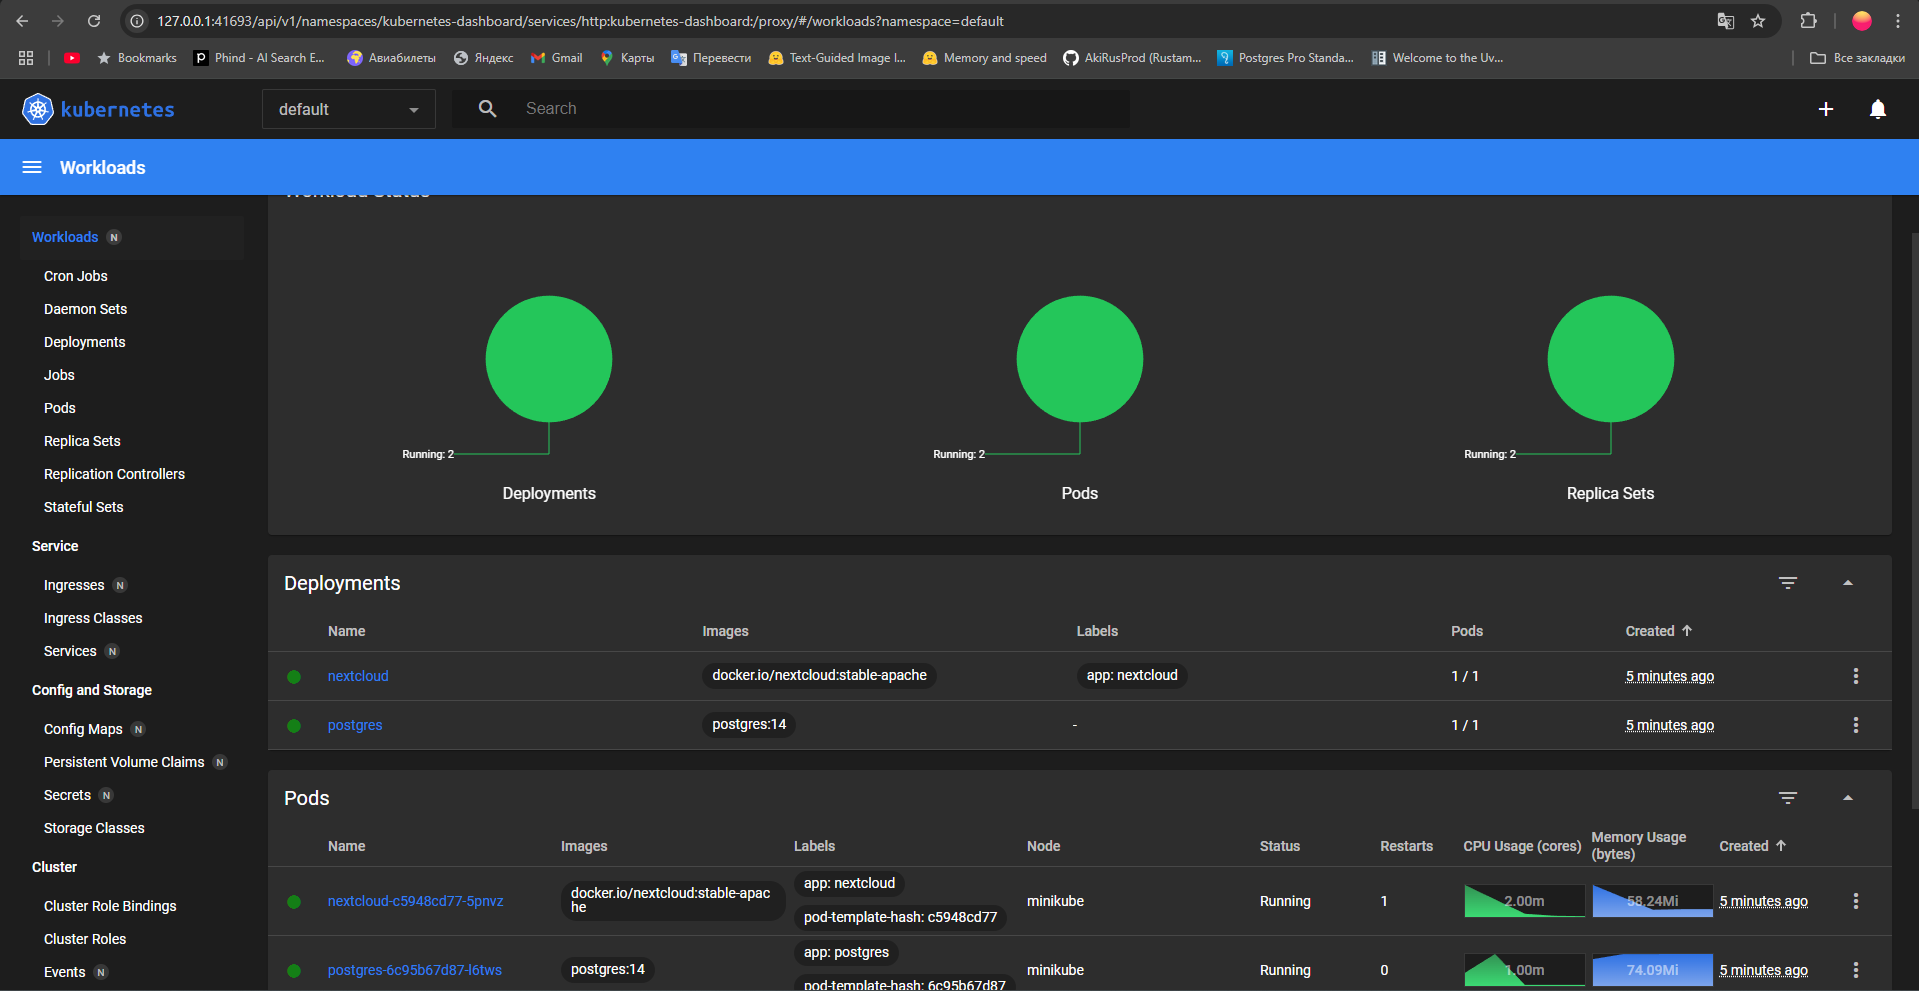 127.0.0.1:41693/api/v1/namespaces/kubernetes-dashboard/services/http:kubernetes-dashboard:/proxy/#/workloads?namespace=default
Bookmarks Phind - AI Search E... Авиабилеты Яндекс Gmail Карты Перевести Text-Guided Image I... Memory and speed AkiRusProd (Rustam... Postgres Pro Standa... Welcome to the Uv... Все закладки
kubernetes default Search
Workloads
Workload Status
Workloads N
Cron Jobs
Daemon Sets
Deployments
Jobs
Pods
Replica Sets
Replication Controllers
Stateful Sets
Service
Ingresses N
Ingress Classes
Services N
Config and Storage
Config Maps N
Persistent Volume Claims N
Secrets N
Storage Classes
Cluster
Cluster Role Bindings
Cluster Roles
Events N
Running: 2 Running: 2 Running: 2
Deployments Pods Replica Sets
Deployments
Name Images Labels Pods Created
nextcloud docker.io/nextcloud:stable-apache app: nextcloud 1 / 1 5 minutes ago
postgres postgres:14 - 1 / 1 5 minutes ago
Pods
Name Images Labels Node Status Restarts CPU Usage (cores) Memory Usage (bytes) Created
nextcloud-c5948cd77-5pnvz docker.io/nextcloud:stable-apac
he app: nextcloud
pod-template-hash: c5948cd77 minikube Running 1 2.00m 58.24Mi 5 minutes ago
postgres-6c95b67d87-l6tws postgres:14 app: postgres
pod-template-hash: 6c95b67d87 minikube Running 0 1.00m 74.09Mi 5 minutes ago